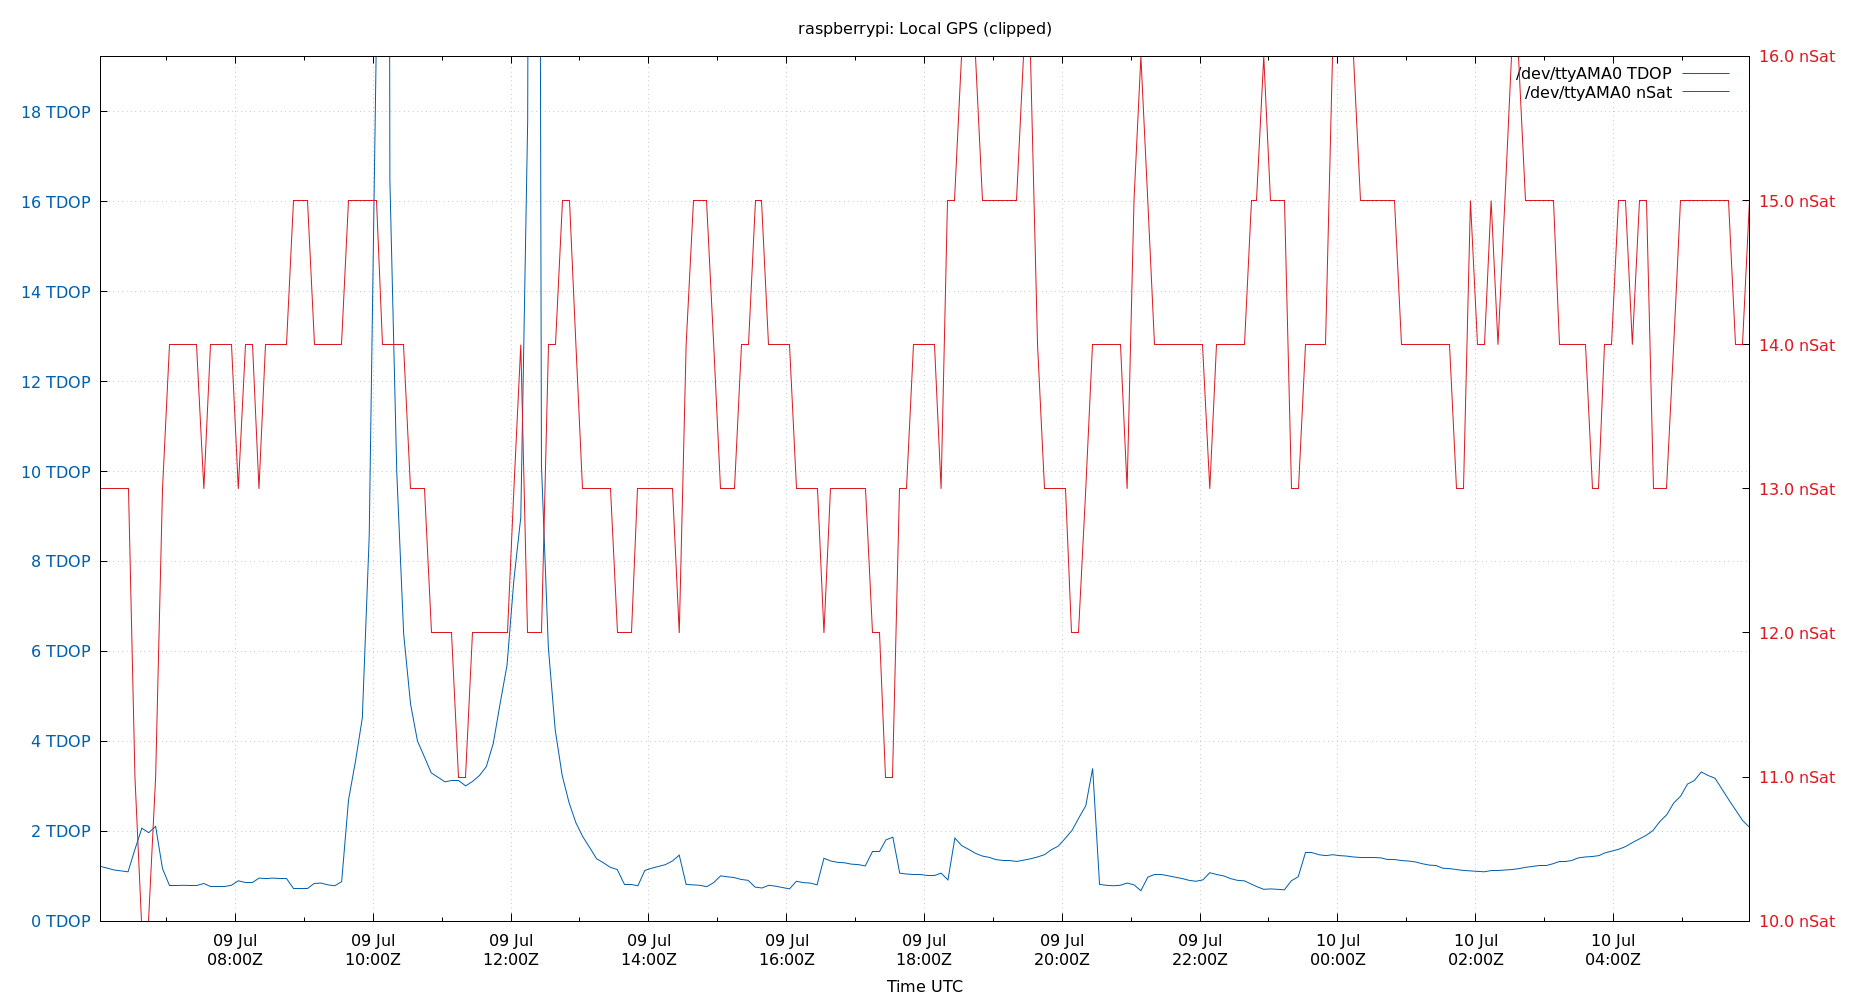 raspberrypi: Local GPS (clipped)
16.0 nSat
/dev/ttyAMA0 TDOP
/dev/ttyAMA0 nSat
18 TDOP
16 TDOP
15.0 nSat
14 TDOP
14.0 nSat
12 TDOP
10 TDOP
13.0 nSat
8 TDOP
6 TDOP
12.0 nSat
4 TDOP
11.0 nSat
2 TDOP
0 TDOP
10.0 nSat
09 Jul 09 Jul 09 Jul 09 Jul 09 Jul 09 Jul 09 Jul 09 Jul 10 Jul 10 Jul 10 Jul
08:00Z 10:00Z 12:00Z 14:00Z 16:00Z 18:00Z 20:00Z 22:00Z 00:00Z 02:00Z 04:00Z
Time UTC